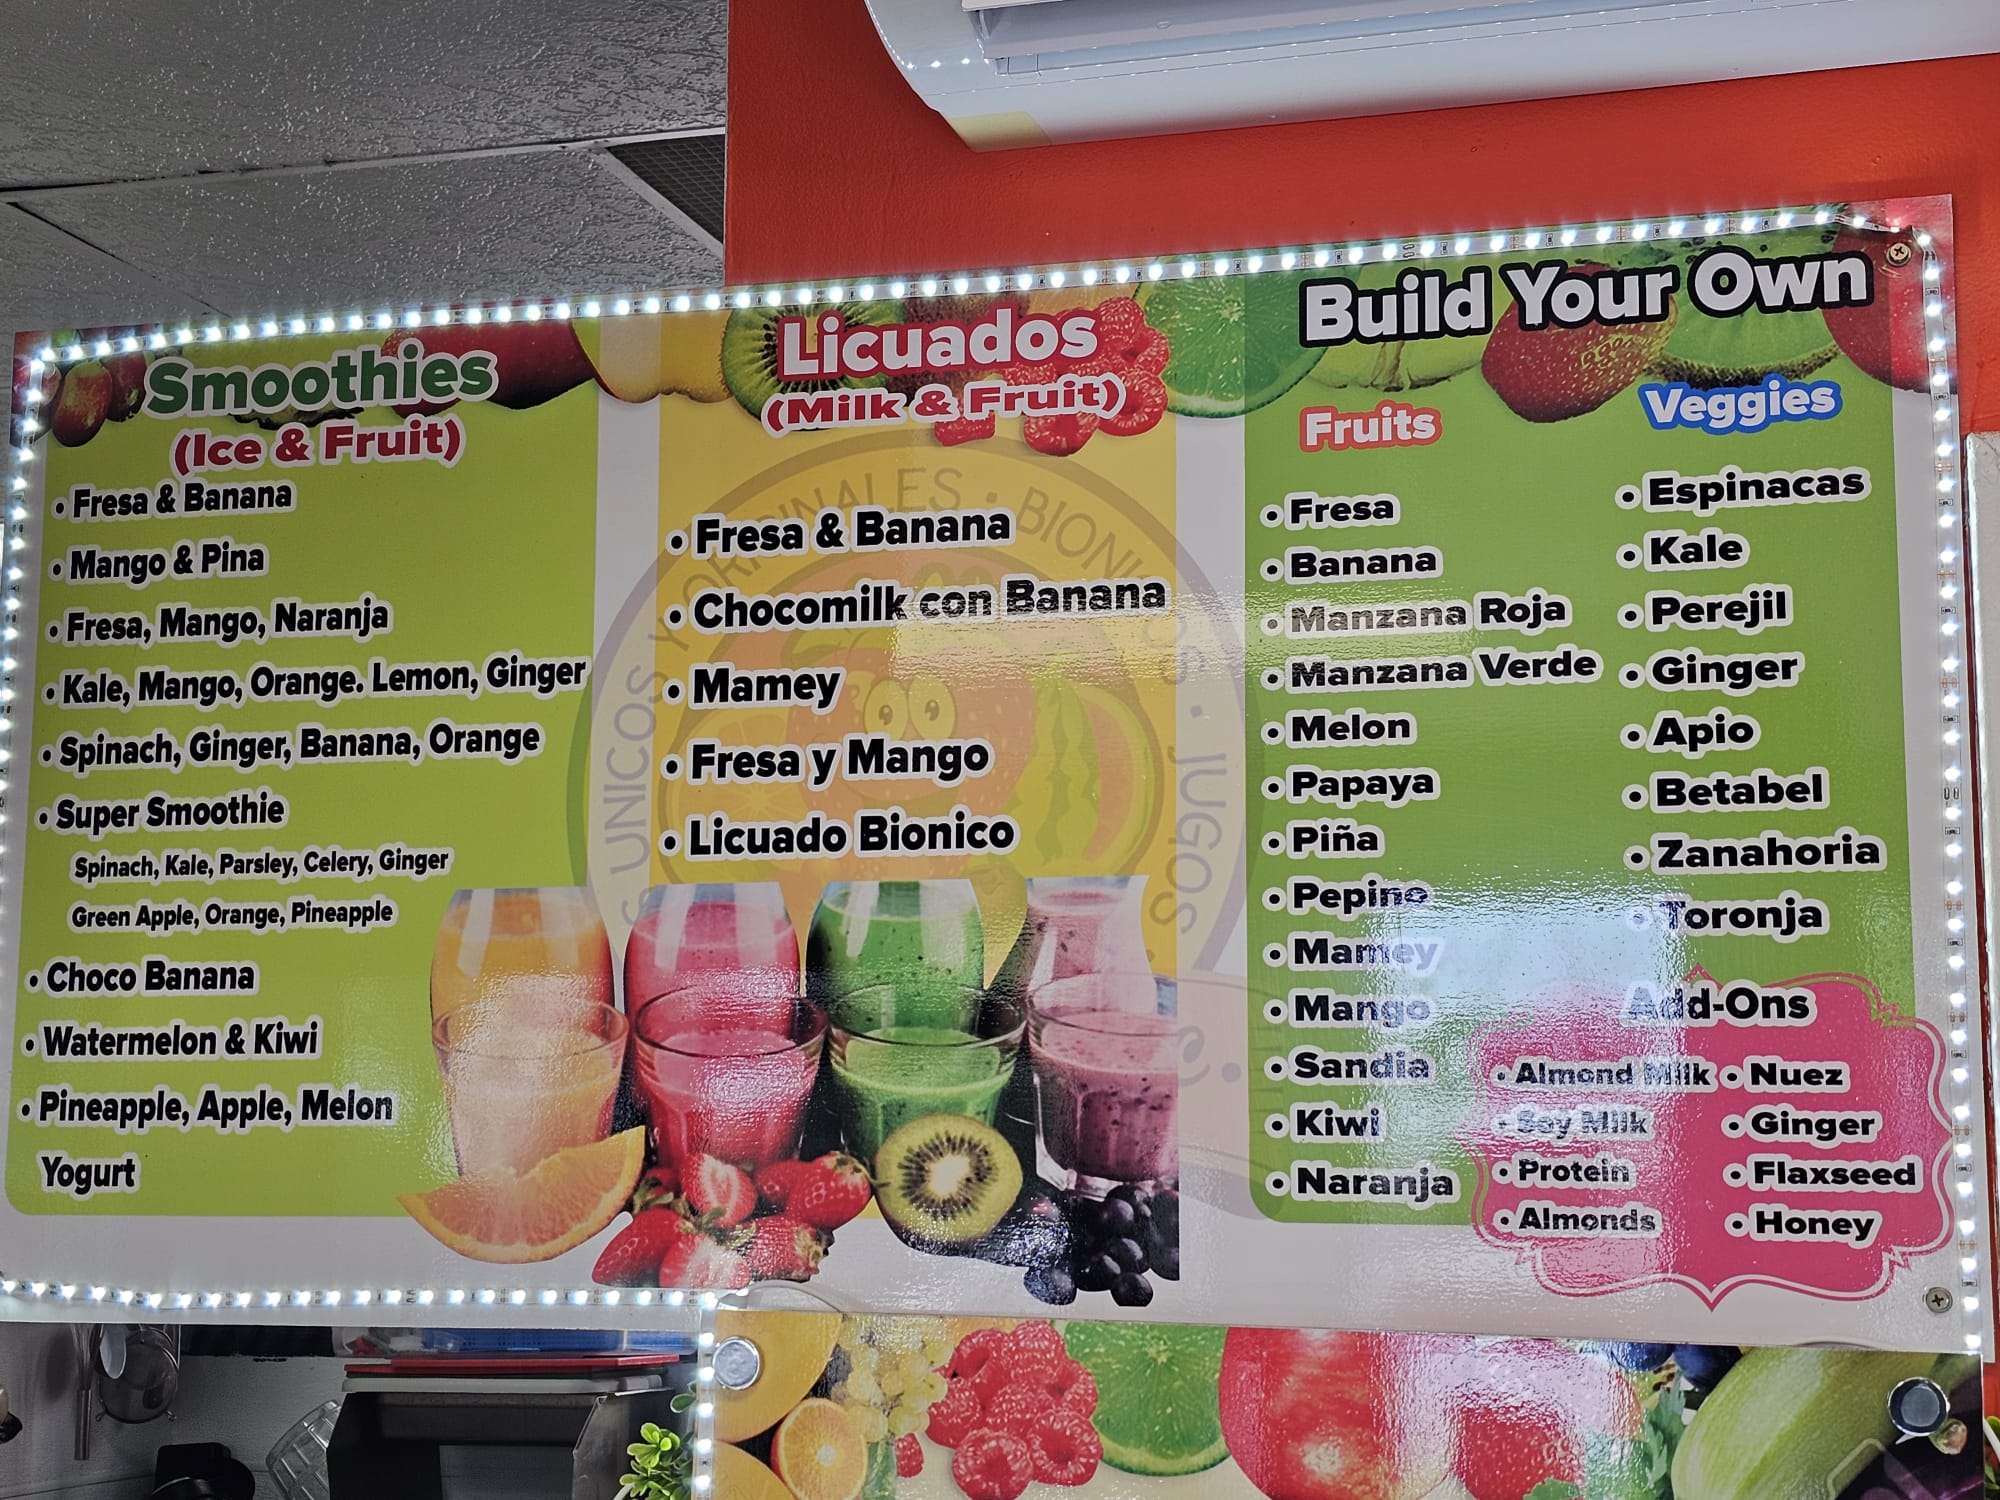 Smoothies
(Ice & Fruit)
• Fresa & Banana
• Mango & Pina
• Fresa, Mango, Naranja
• Kale, Mango, Orange. Lemon, Ginger
• Spinach, Ginger, Banana, Orange
• Super Smoothie
Spinach, Kale, Parsley, Celery, Ginger
Green Apple, Orange, Pineapple
• Choco Banana
• Watermelon & Kiwi
• Pineapple, Apple, Melon
Yogurt
Licuados
(Milk & Fruit)
• Fresa & Banana
• Chocomilk con Banana
• Mamey
• Fresa y Mango
• Licuado Bionico
UNICOS Y ORIGINALES • BIONICOS • JUGOS
Build Your Own
Fruits
• Fresa
• Banana
• Manzana Roja
• Manzana Verde
• Melon
• Papaya
• Piña
• Pepino
• Mamey
• Mango
• Sandia
• Kiwi
• Naranja
Veggies
• Espinacas
• Kale
• Perejil
• Ginger
• Apio
• Betabel
• Zanahoria
• Toronja
Add-Ons
• Almond Milk
• Soy Milk
• Protein
• Almonds
• Nuez
• Ginger
• Flaxseed
• Honey